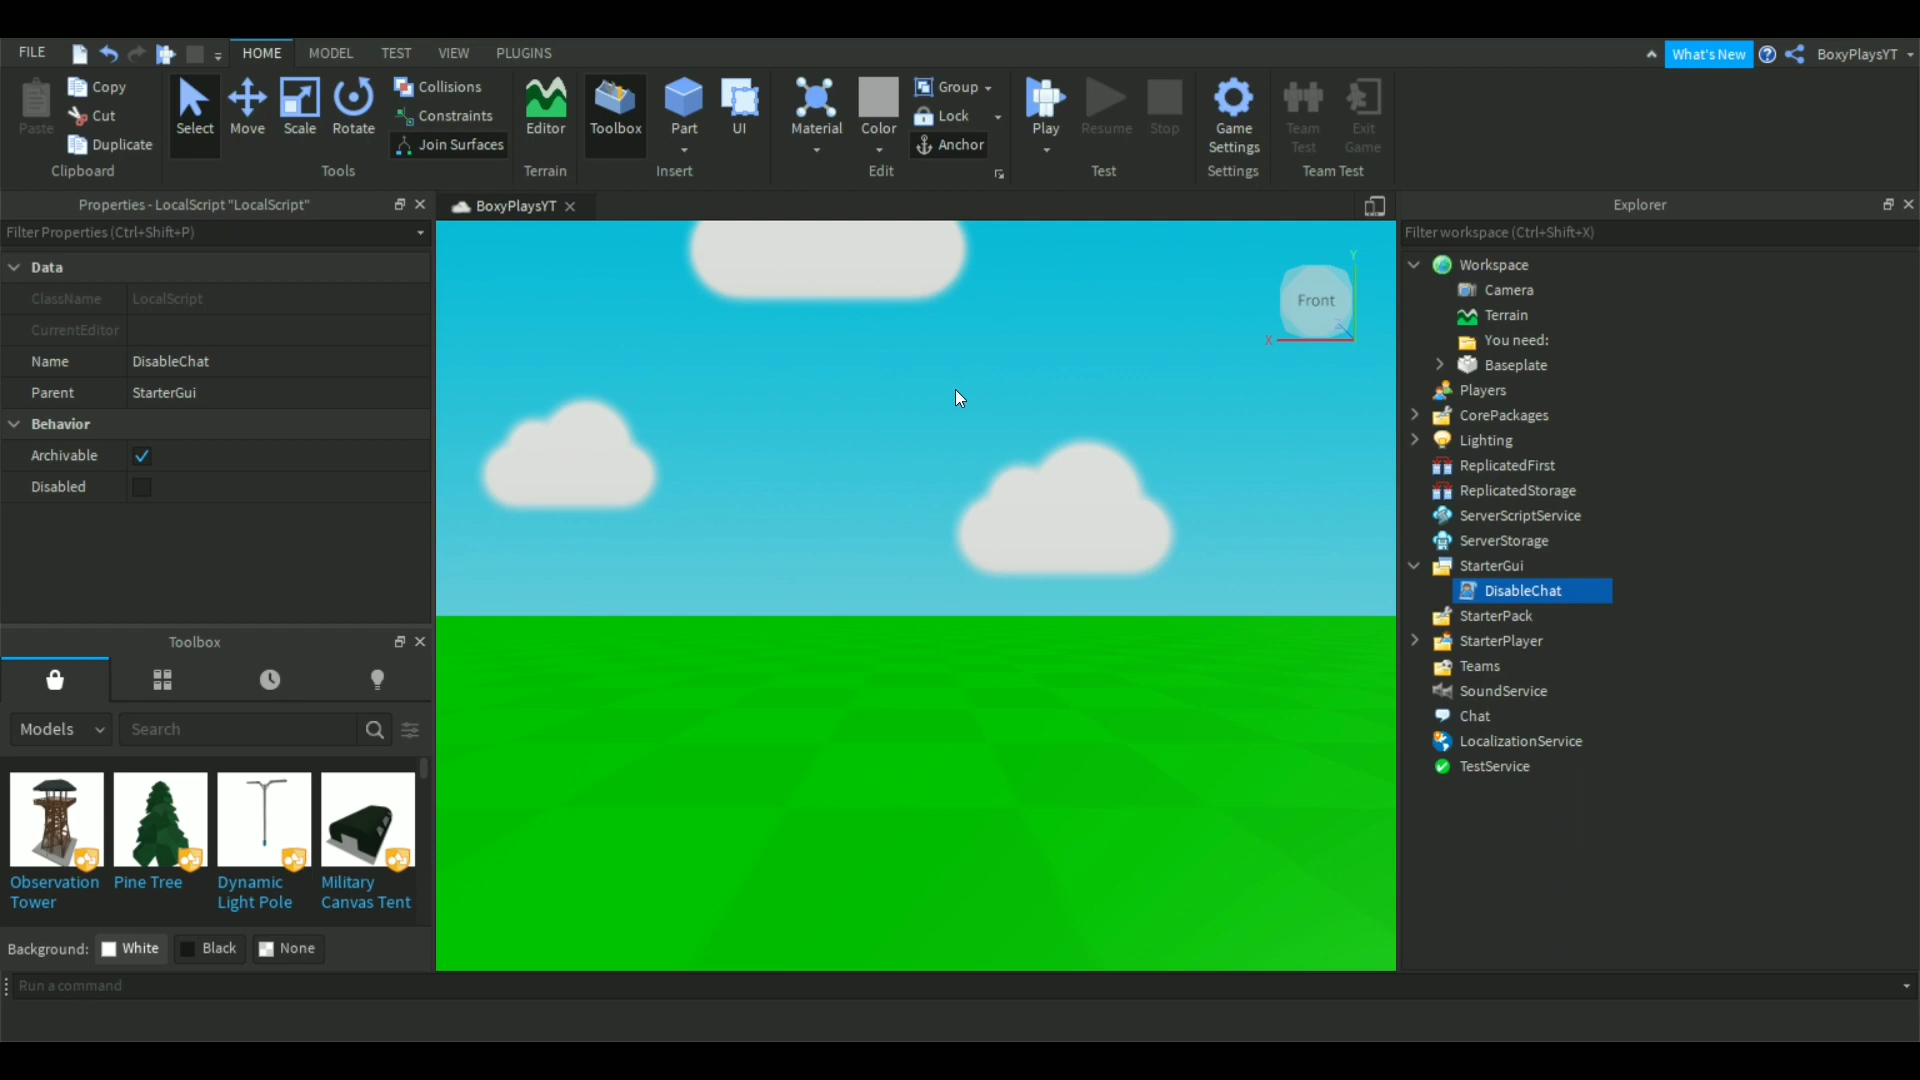 FILE HOME MODEL TEST VIEW PLUGINS What's New ? BoxyPlaysYT
Paste Copy Cut Duplicate Clipboard
Select Move Scale Rotate Collisions Constraints Join Surfaces Tools
Editor Terrain
Toolbox Part UI Insert
Material Color Group Lock Anchor Edit
Play Resume Stop Test
Game Settings Settings
Team Test Exit Game Team Test
Properties - LocalScript "LocalScript"
Filter Properties (Ctrl+Shift+P)
Data
ClassName LocalScript
CurrentEditor
Name DisableChat
Parent StarterGui
Behavior
Archivable
Disabled
Toolbox
Models Search
Observation Tower
Pine Tree
Dynamic Light Pole
Military Canvas Tent
Background: White Black None
BoxyPlaysYT
Front
Y
X
Z
Explorer
Filter workspace (Ctrl+Shift+X)
Workspace
Camera
Terrain
You need:
Baseplate
Players
CorePackages
Lighting
ReplicatedFirst
ReplicatedStorage
ServerScriptService
ServerStorage
StarterGui
DisableChat
StarterPack
StarterPlayer
Teams
SoundService
Chat
LocalizationService
TestService
Run a command